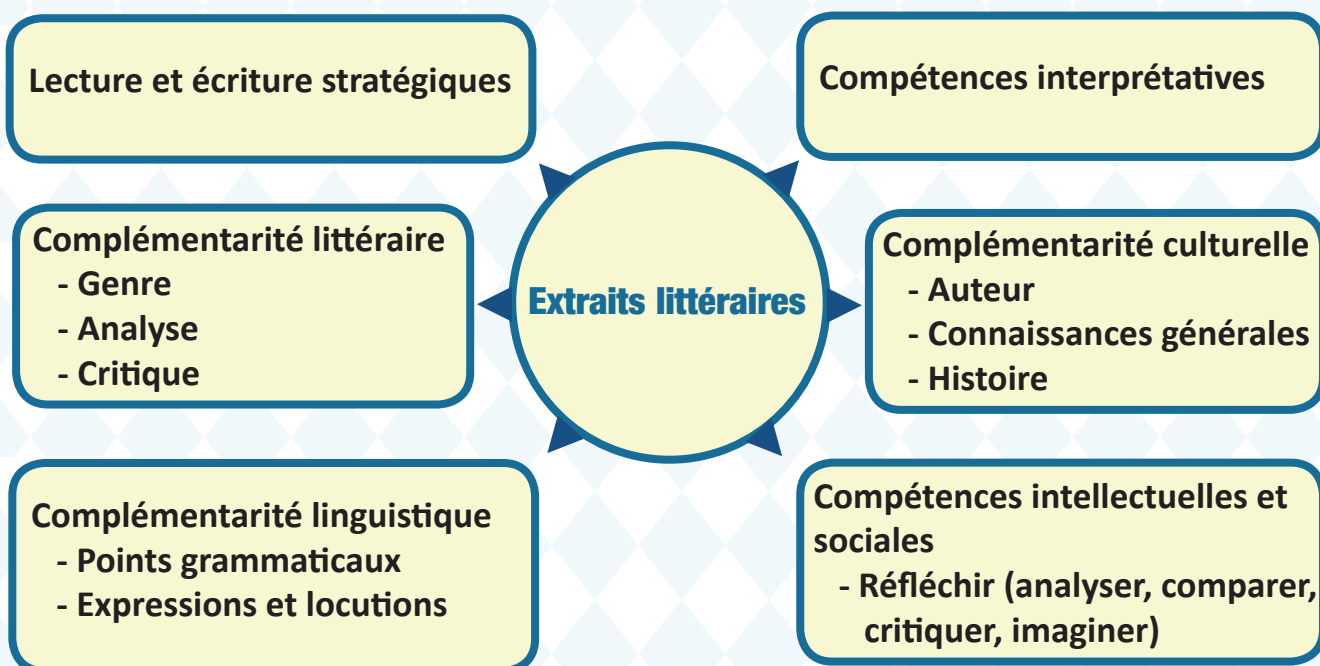 Lecture et écriture stratégiques
Compétences interprétatives
Complémentarité littéraire
- Genre
- Analyse
- Critique
Extraits littéraires
Complémentarité culturelle
- Auteur
- Connaissances générales
- Histoire
Complémentarité linguistique
- Points grammaticaux
- Expressions et locutions
Compétences intellectuelles et
sociales
- Réfléchir (analyser, comparer,
critiquer, imaginer)